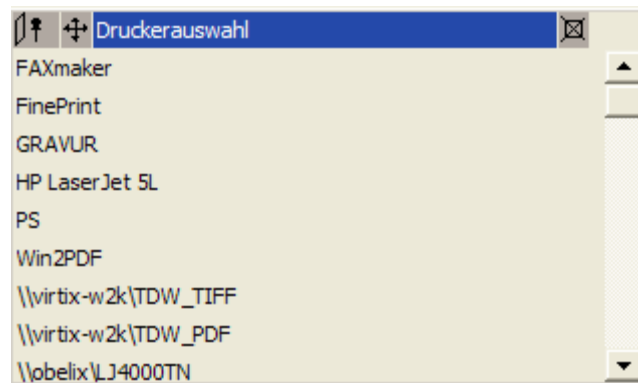 Druckerauswahl
FAXmaker
FinePrint
GRAVUR
HP LaserJet 5L
PS
Win2PDF
\\virtix-w2k\TDW_TIFF
\\virtix-w2k\TDW_PDF
\\obelix\LJ4000TN